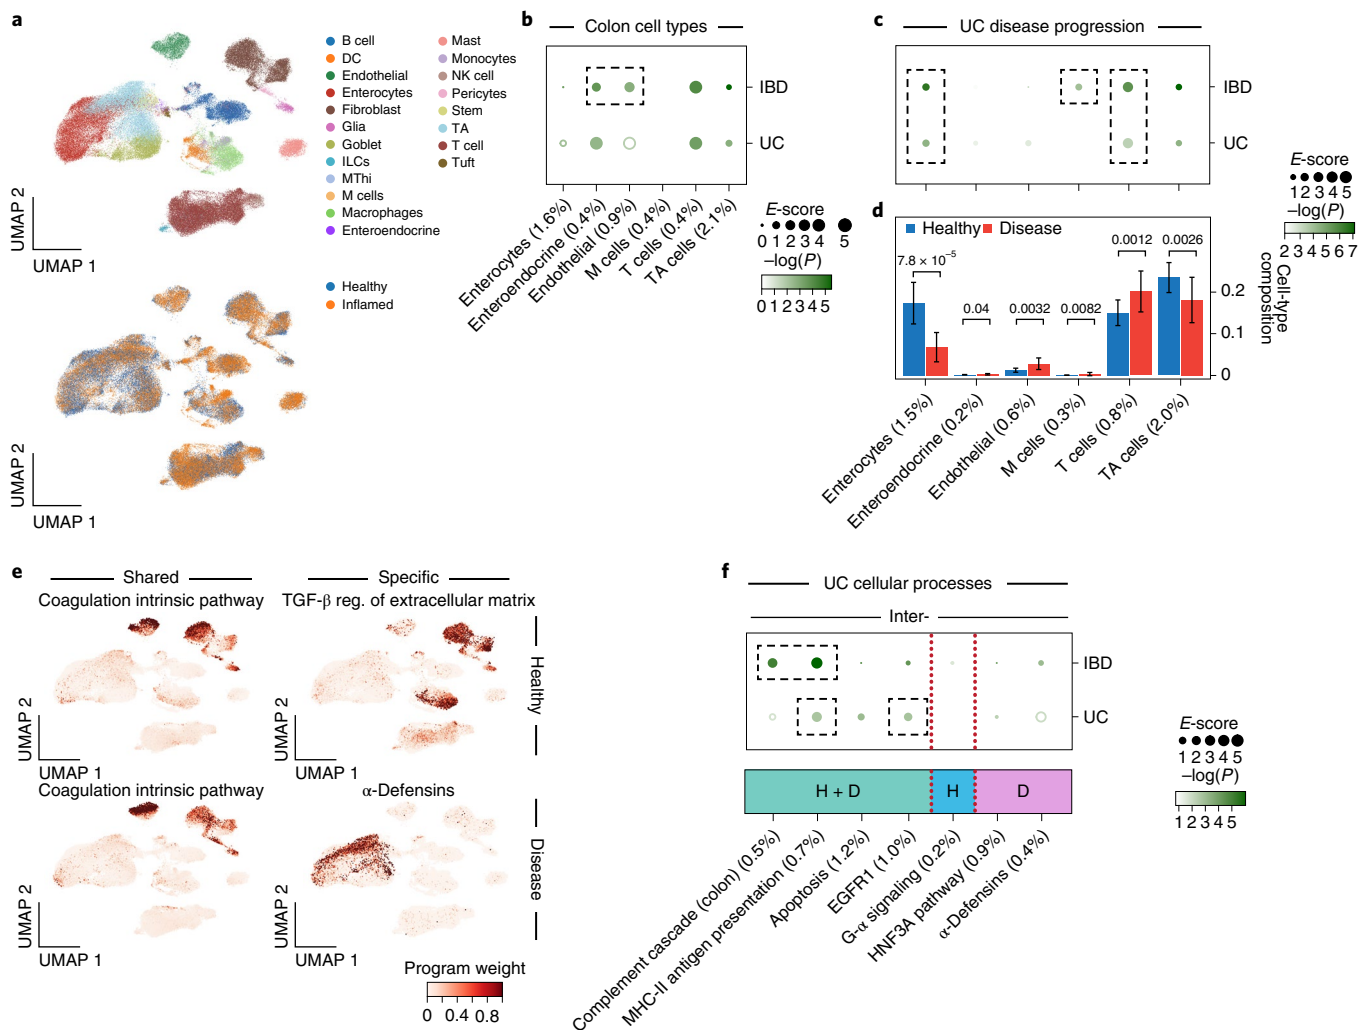 a
B cell
DC
Endothelial
Enterocytes
Fibroblast
Glia
Goblet
ILCs
MThi
M cells
Macrophages
Enteroendocrine
Mast
Monocytes
NK cell
Pericytes
Stem
TA
T cell
Tuft
UMAP 2
UMAP 1
Healthy
Inflamed
UMAP 2
UMAP 1
b
Colon cell types
IBD
UC
Enterocytes (1.6%)
Enteroendocrine (0.4%)
Endothelial (0.9%)
M cells (0.4%)
T cells (0.4%)
TA cells (2.1%)
E-score
0 1 2 3 4 5
–log(P)
0 1 2 3 4 5
c
UC disease progression
IBD
UC
E-score
1 2 3 4 5
–log(P)
2 3 4 5 6 7
d
Healthy
Disease
7.8 × 10⁻⁵
0.04
0.0032
0.0082
0.0012
0.0026
0.2
0.1
0
Cell-type
composition
Enterocytes (1.5%)
Enteroendocrine (0.2%)
Endothelial (0.6%)
M cells (0.3%)
T cells (0.8%)
TA cells (2.0%)
e
Shared
Specific
Coagulation intrinsic pathway
TGF-β reg. of extracellular matrix
Healthy
UMAP 2
UMAP 1
UMAP 2
UMAP 1
Coagulation intrinsic pathway
α-Defensins
Disease
UMAP 2
UMAP 1
UMAP 2
UMAP 1
Program weight
0 0.4 0.8
f
UC cellular processes
Inter-
IBD
UC
H + D
H
D
Complement cascade (colon) (0.5%)
MHC-II antigen presentation (0.7%)
Apoptosis (1.2%)
EGFR1 (1.0%)
G-α signaling (0.2%)
HNF3A pathway (0.9%)
α-Defensins (0.4%)
E-score
1 2 3 4 5
–log(P)
1 2 3 4 5